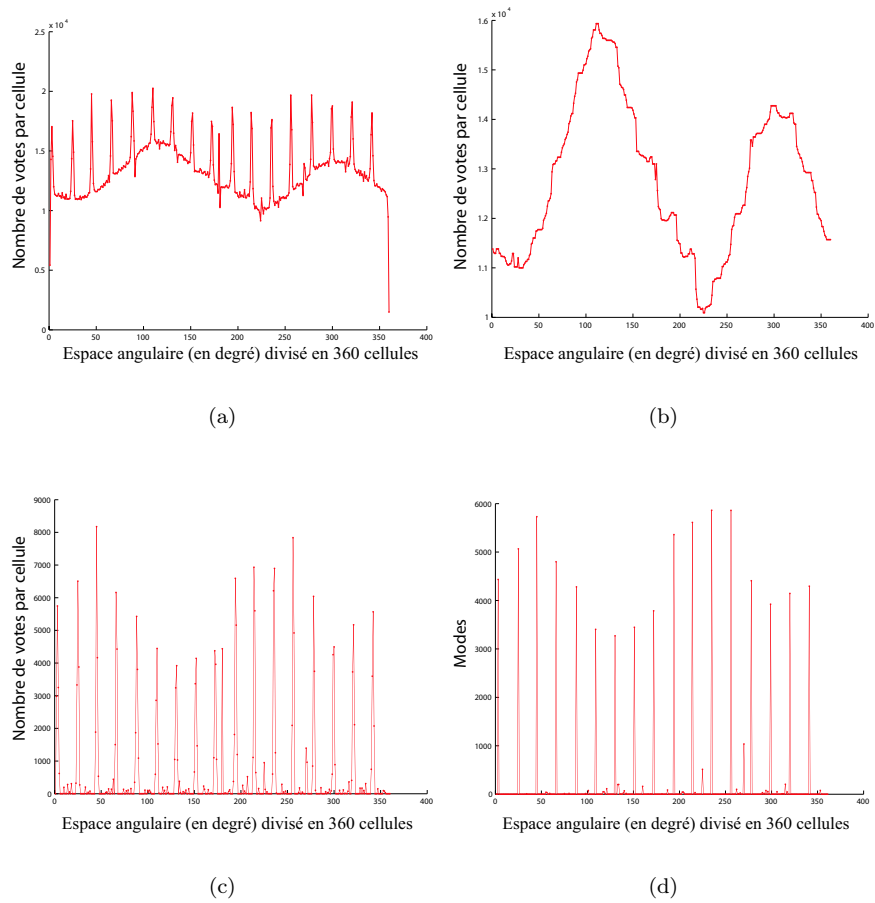 x 10⁴
2.5
2
1.5
1
0.5
0
0 50 100 150 200 250 300 350 400
Nombre de votes par cellule
Espace angulaire (en degré) divisé en 360 cellules
(a)
x 10⁴
1.6
1.5
1.4
1.3
1.2
1.1
1
0 50 100 150 200 250 300 350 400
Nombre de votes par cellule
Espace angulaire (en degré) divisé en 360 cellules
(b)
9000
8000
7000
6000
5000
4000
3000
2000
1000
0
0 50 100 150 200 250 300 350 400
Nombre de votes par cellule
Espace angulaire (en degré) divisé en 360 cellules
(c)
6000
5000
4000
3000
2000
1000
0
0 50 100 150 200 250 300 350 400
Modes
Espace angulaire (en degré) divisé en 360 cellules
(d)